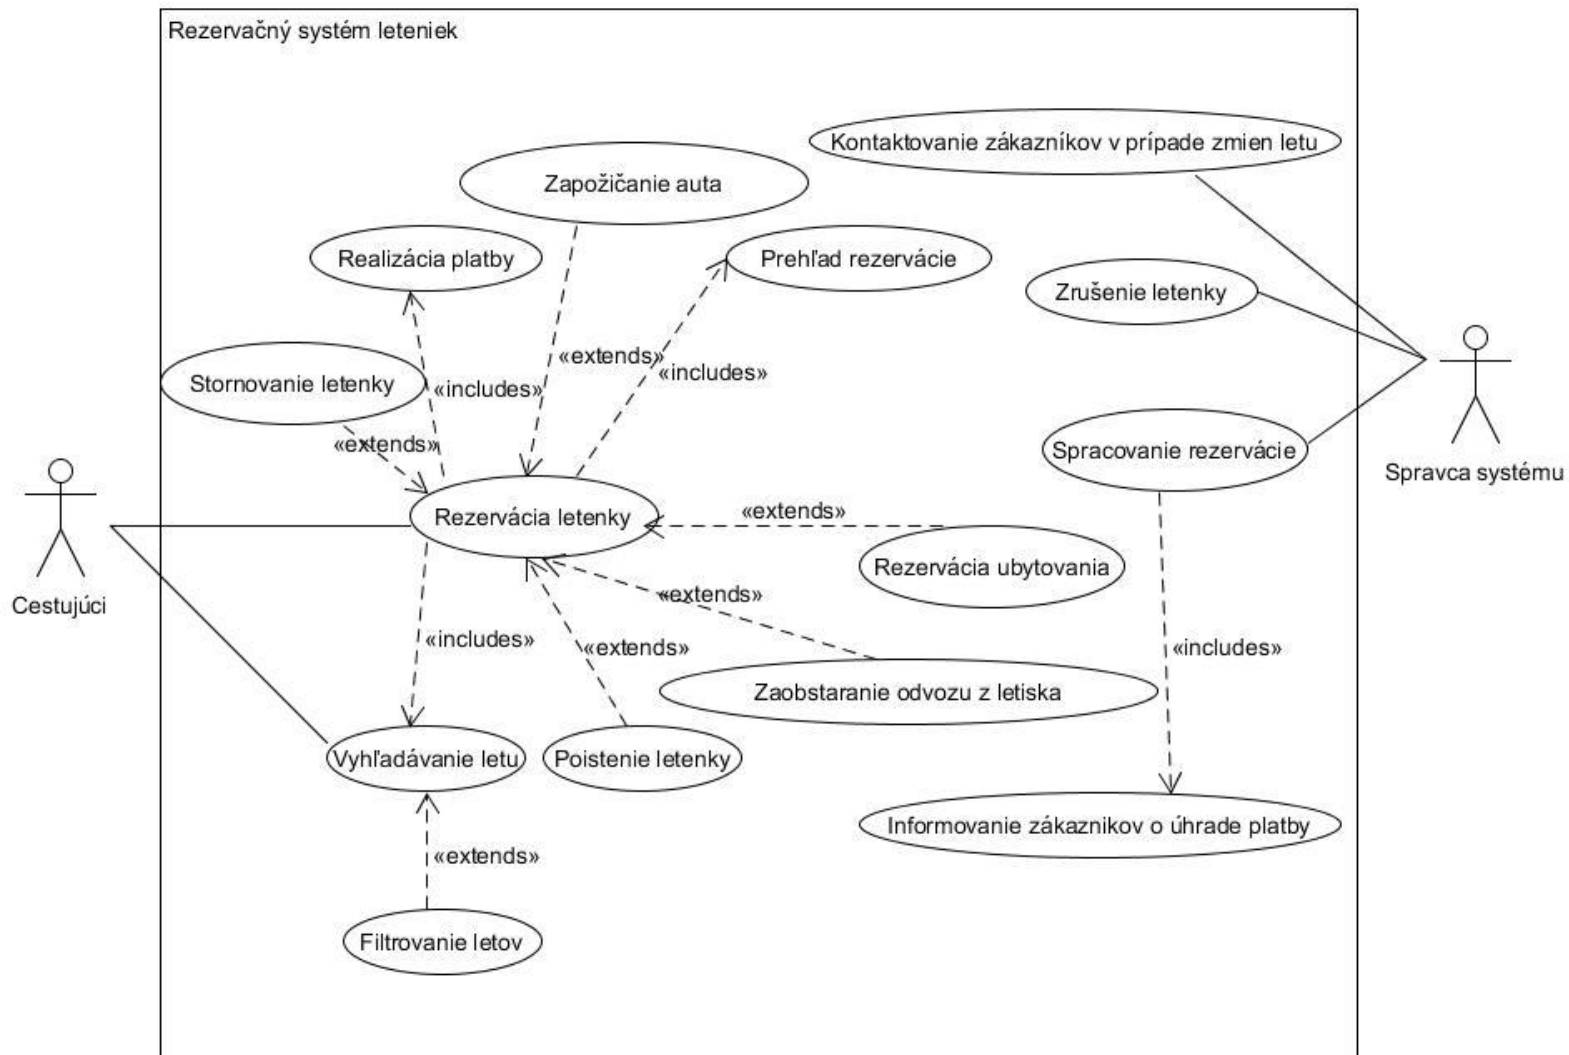 Rezervačný systém leteniek
Kontaktovanie zákazníkov v prípade zmien letu
Zapožičanie auta
Realizácia platby
Prehľad rezervácie
Zrušenie letenky
«extends»
«includes»
Stornovanie letenky
«includes»
«extends»
Spracovanie rezervácie
Spravca systému
Rezervácia letenky
«extends»
Rezervácia ubytovania
Cestujúci
«extends»
«includes»
«extends»
«includes»
Zaobstaranie odvozu z letiska
Vyhľadávanie letu
Poistenie letenky
Informovanie zákaznikov o úhrade platby
«extends»
Filtrovanie letov